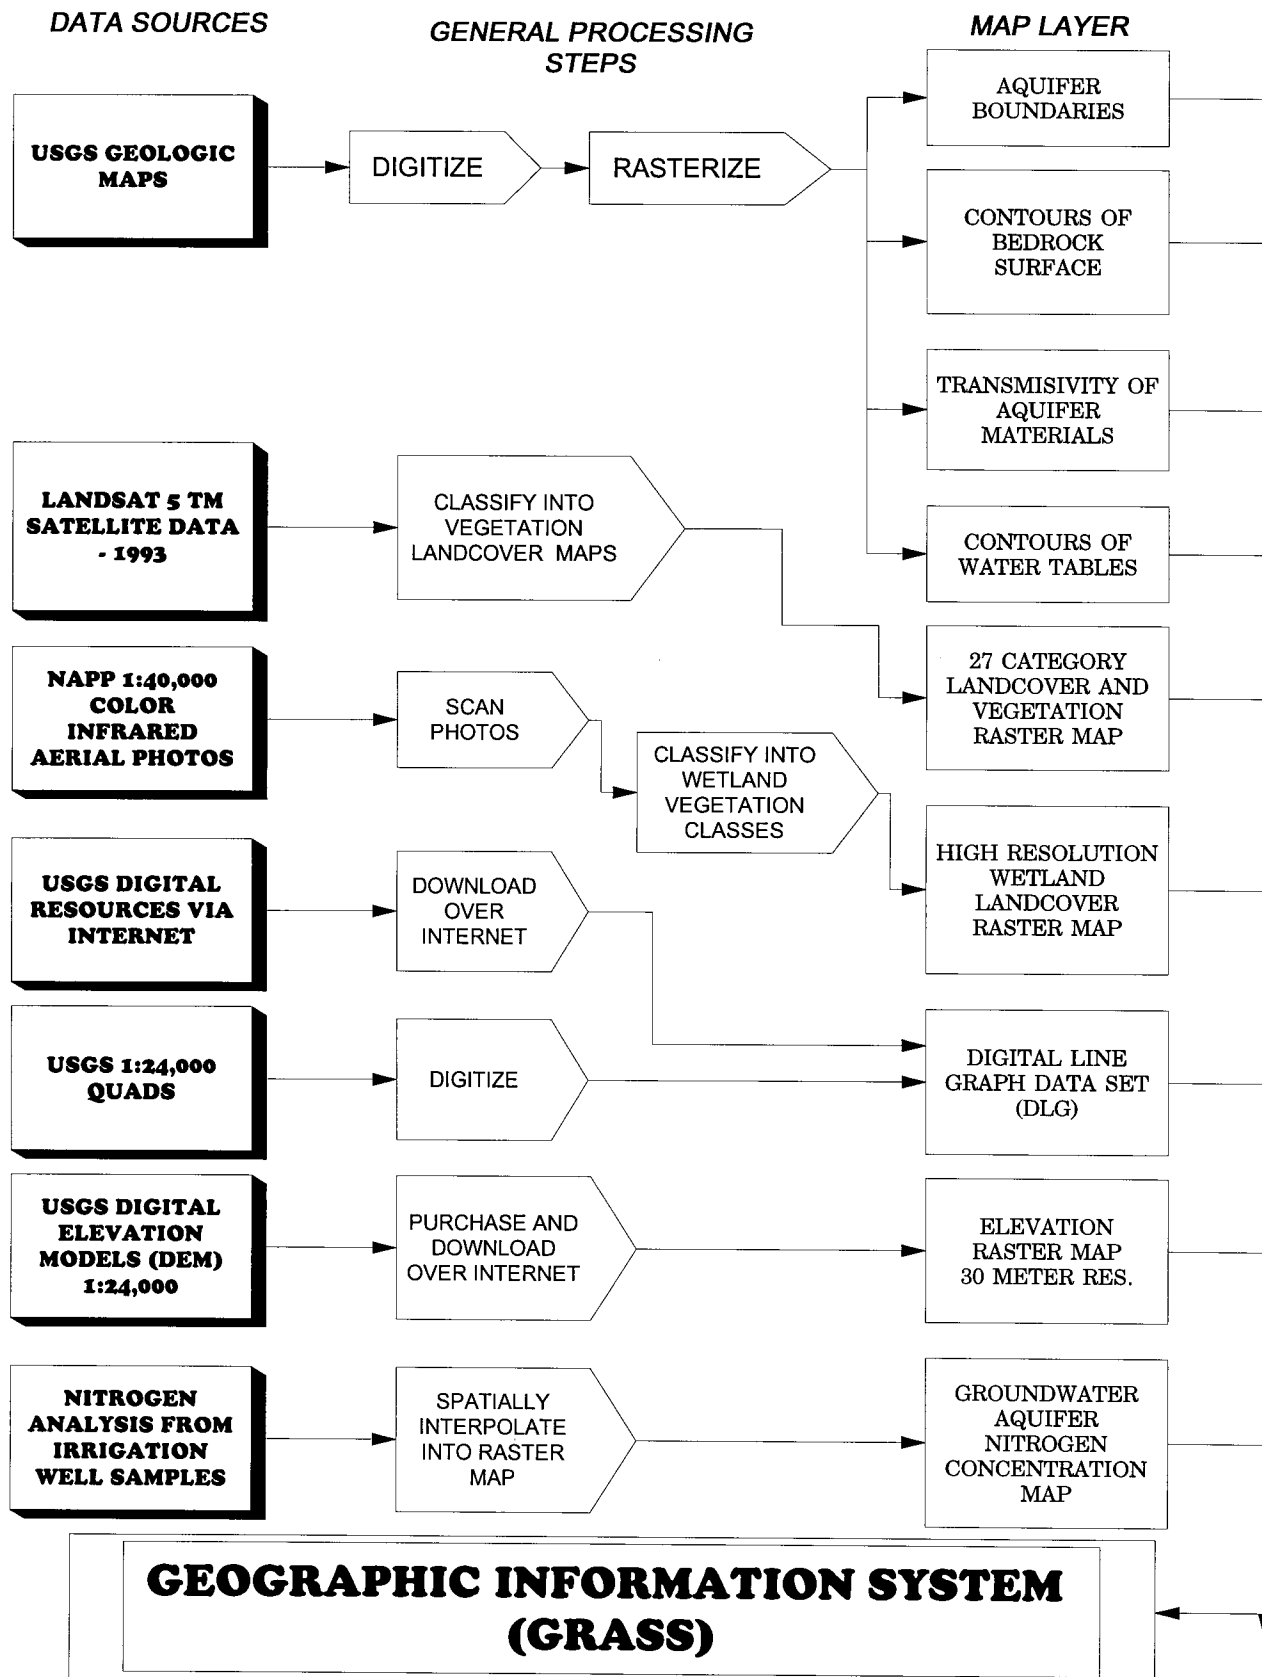 DATA SOURCES
GENERAL PROCESSING
STEPS
MAP LAYER
USGS GEOLOGIC
MAPS
DIGITIZE
RASTERIZE
AQUIFER
BOUNDARIES
CONTOURS OF
BEDROCK
SURFACE
TRANSMISIVITY OF
AQUIFER
MATERIALS
CONTOURS OF
WATER TABLES
LANDSAT 5 TM
SATELLITE DATA
- 1993
CLASSIFY INTO
VEGETATION
LANDCOVER MAPS
27 CATEGORY
LANDCOVER AND
VEGETATION
RASTER MAP
NAPP 1:40,000
COLOR
INFRARED
AERIAL PHOTOS
SCAN
PHOTOS
CLASSIFY INTO
WETLAND
VEGETATION
CLASSES
HIGH RESOLUTION
WETLAND
LANDCOVER
RASTER MAP
USGS DIGITAL
RESOURCES VIA
INTERNET
DOWNLOAD
OVER
INTERNET
USGS 1:24,000
QUADS
DIGITIZE
DIGITAL LINE
GRAPH DATA SET
(DLG)
USGS DIGITAL
ELEVATION
MODELS (DEM)
1:24,000
PURCHASE AND
DOWNLOAD
OVER INTERNET
ELEVATION
RASTER MAP
30 METER RES.
NITROGEN
ANALYSIS FROM
IRRIGATION
WELL SAMPLES
SPATIALLY
INTERPOLATE
INTO RASTER
MAP
GROUNDWATER
AQUIFER
NITROGEN
CONCENTRATION
MAP
GEOGRAPHIC INFORMATION SYSTEM
(GRASS)